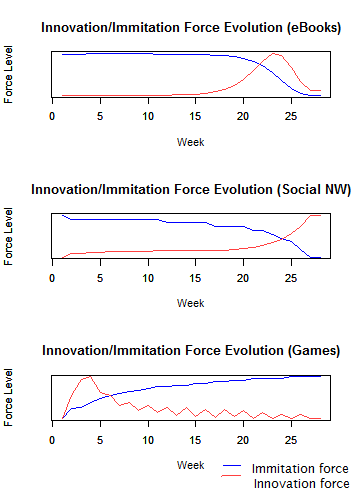 Innovation/Immitation Force Evolution (eBooks)
Force Level
0 5 10 15 20 25
Week
Innovation/Immitation Force Evolution (Social NW)
Force Level
0 5 10 15 20 25
Week
Innovation/Immitation Force Evolution (Games)
Force Level
0 5 10 15 20 25
Week
Immitation force
Innovation force